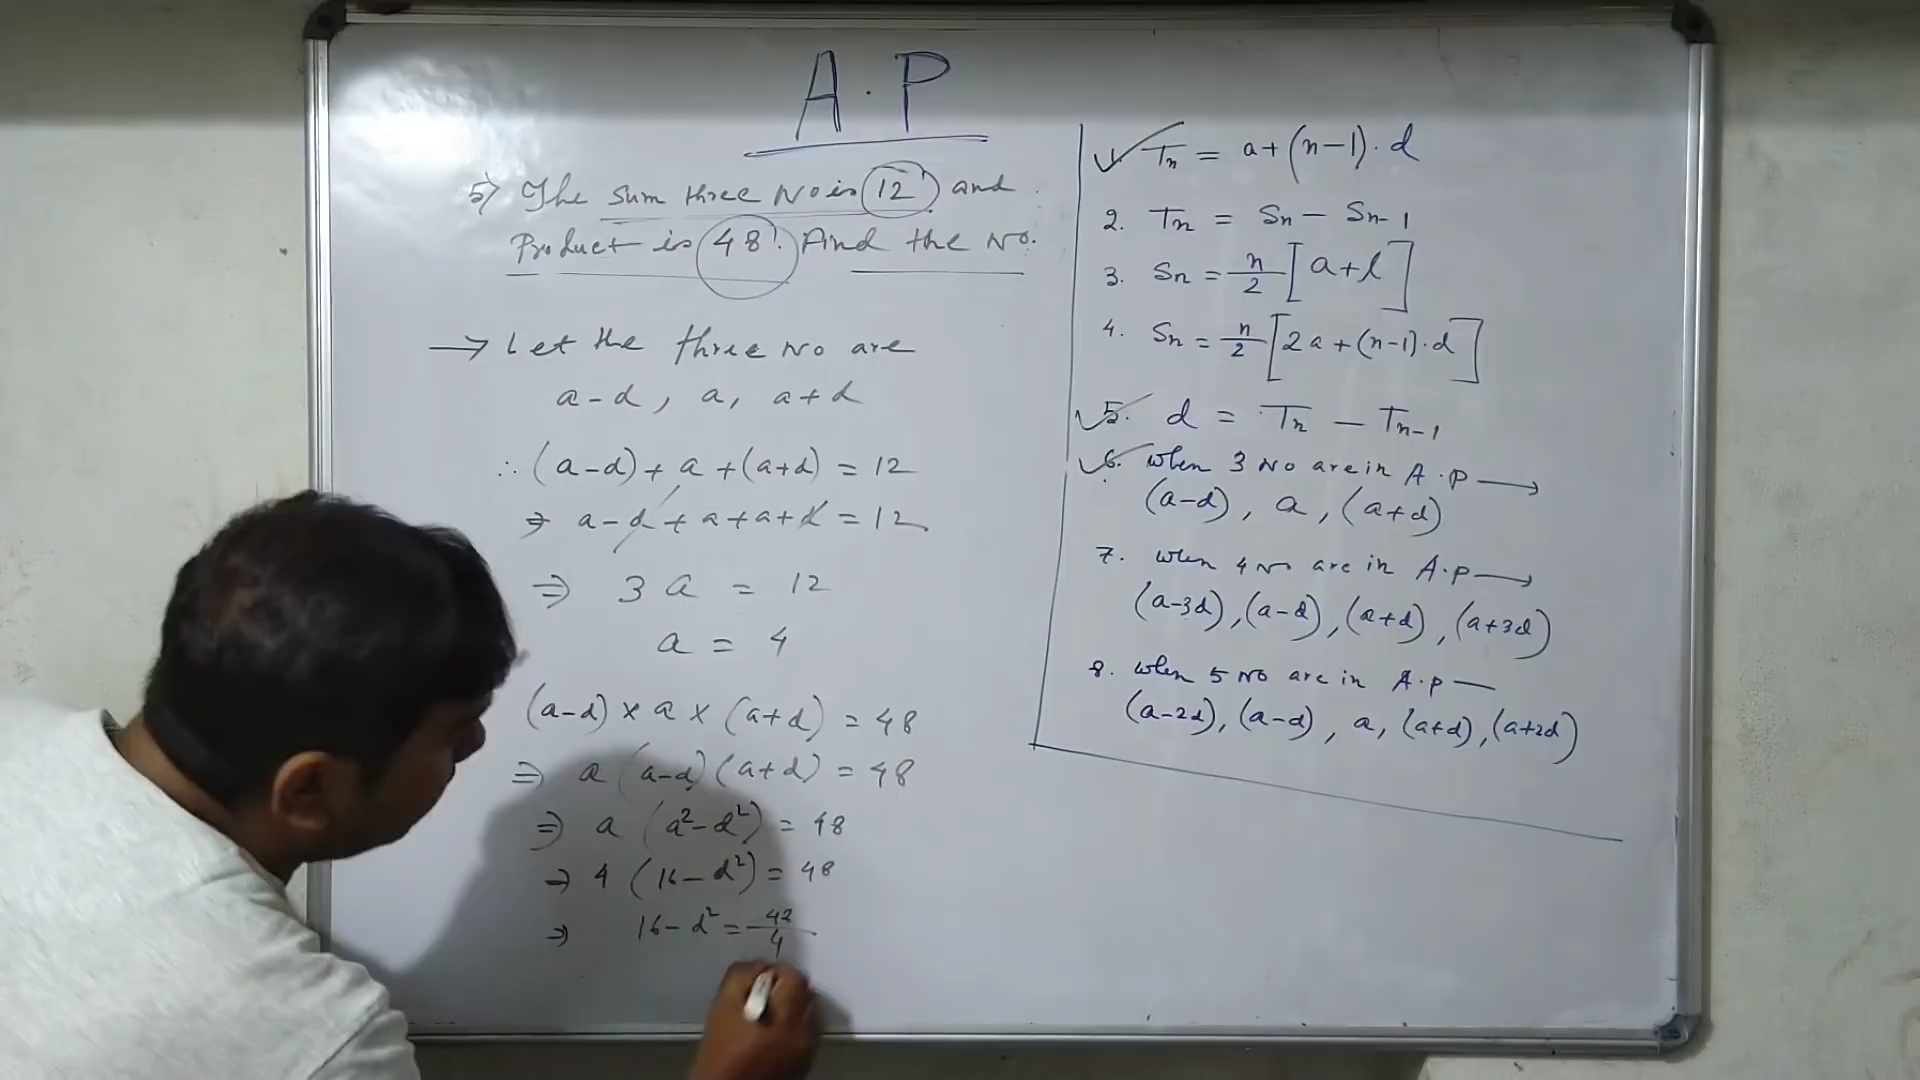 A.P
5) The sum three No is 12 and
Product is 48. Find the No.
→ Let the three No are
a-d, a, a+d
∴ (a-d) + a + (a+d) = 12
⇒ a-d + a+a+d = 12
⇒ 3a = 12
a = 4
(a-d) × a × (a+d) = 48
⇒ a (a-d) (a+d) = 48
⇒ a (a²-d²) = 48
⇒ 4 (16-d²) = 48
⇒ 16-d² = 48/4
1. Tn = a+(n-1).d
2. Tn = Sn - Sn-1
3. Sn = n/2 [a+l]
4. Sn = n/2 [2a+(n-1).d]
5. d = Tn - Tn-1
6. when 3 No are in A.P →
(a-d), a, (a+d)
7. when 4 No are in A.P →
(a-3d), (a-d), (a+d), (a+3d)
8. when 5 No are in A.P —
(a-2d), (a-d), a, (a+d), (a+2d)